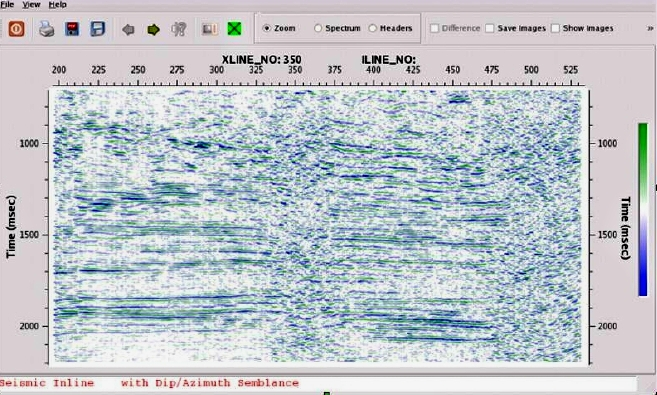 File View Help
Zoom Spectrum Headers Difference Save Images Show Images »
XLINE_NO: 350 ILINE_NO:
200 225 250 275 300 325 350 375 400 425 450 475 500 525
1000 1000
1500 1500
2000 2000
Time (msec)
Time (msec)
Seismic Inline with Dip/Azimuth Semblance